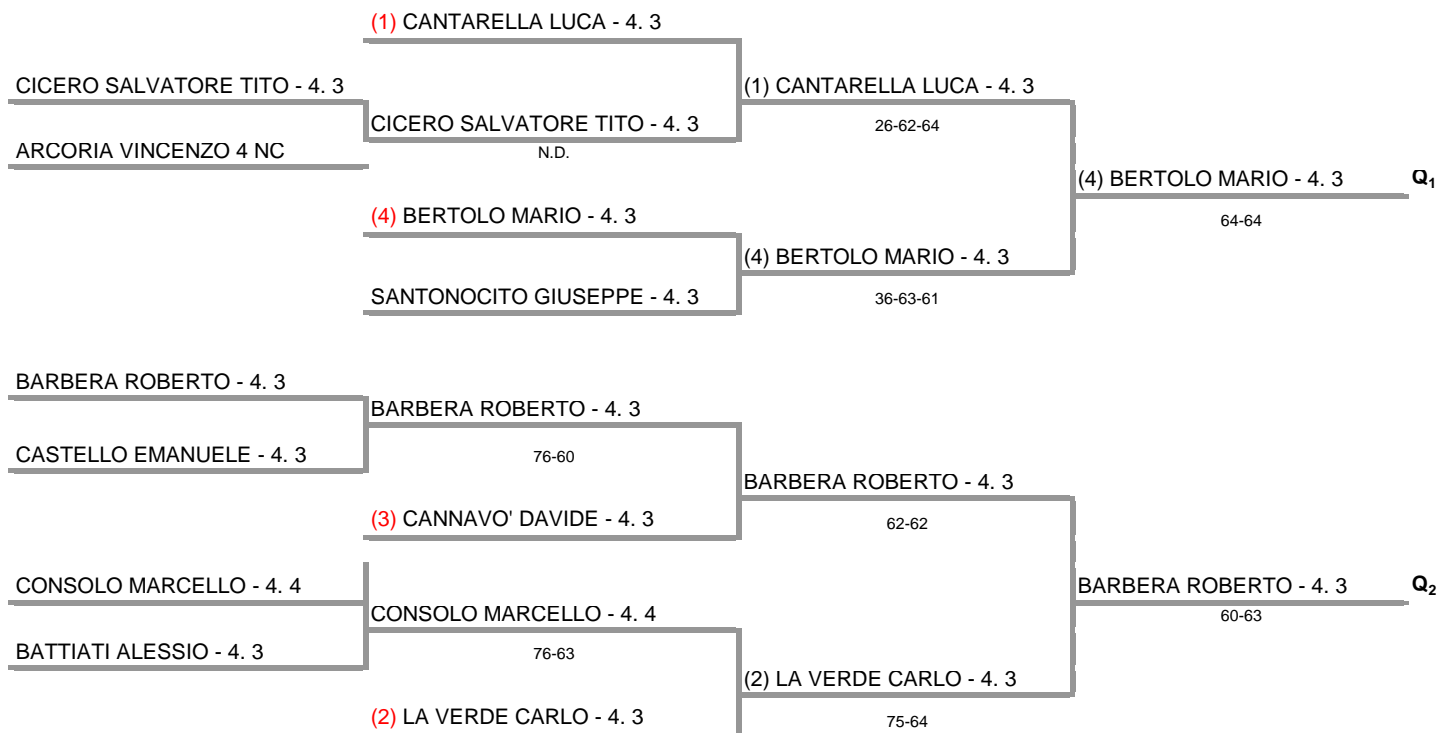 (1) CANTARELLA LUCA - 4. 3
CICERO SALVATORE TITO - 4. 3
(1) CANTARELLA LUCA - 4. 3
CICERO SALVATORE TITO - 4. 3
26-62-64
ARCORIA VINCENZO 4 NC
N.D.
(4) BERTOLO MARIO - 4. 3
Q1
(4) BERTOLO MARIO - 4. 3
64-64
(4) BERTOLO MARIO - 4. 3
SANTONOCITO GIUSEPPE - 4. 3
36-63-61
BARBERA ROBERTO - 4. 3
BARBERA ROBERTO - 4. 3
CASTELLO EMANUELE - 4. 3
76-60
BARBERA ROBERTO - 4. 3
(3) CANNAVO' DAVIDE - 4. 3
62-62
CONSOLO MARCELLO - 4. 4
BARBERA ROBERTO - 4. 3
Q2
CONSOLO MARCELLO - 4. 4
60-63
BATTIATI ALESSIO - 4. 3
76-63
(2) LA VERDE CARLO - 4. 3
(2) LA VERDE CARLO - 4. 3
75-64